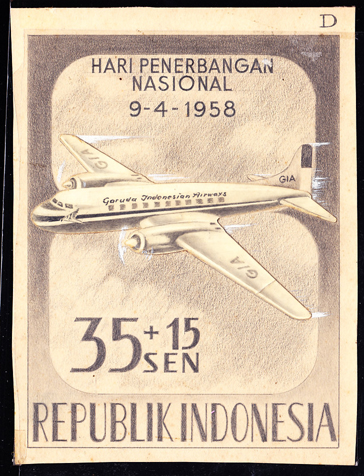 D
HARI PENERBANGAN
NASIONAL
9-4-1958
GIA
GIA
Garuda Indonesian Airways
GIA
35+15
SEN
REPUBLIK INDONESIA